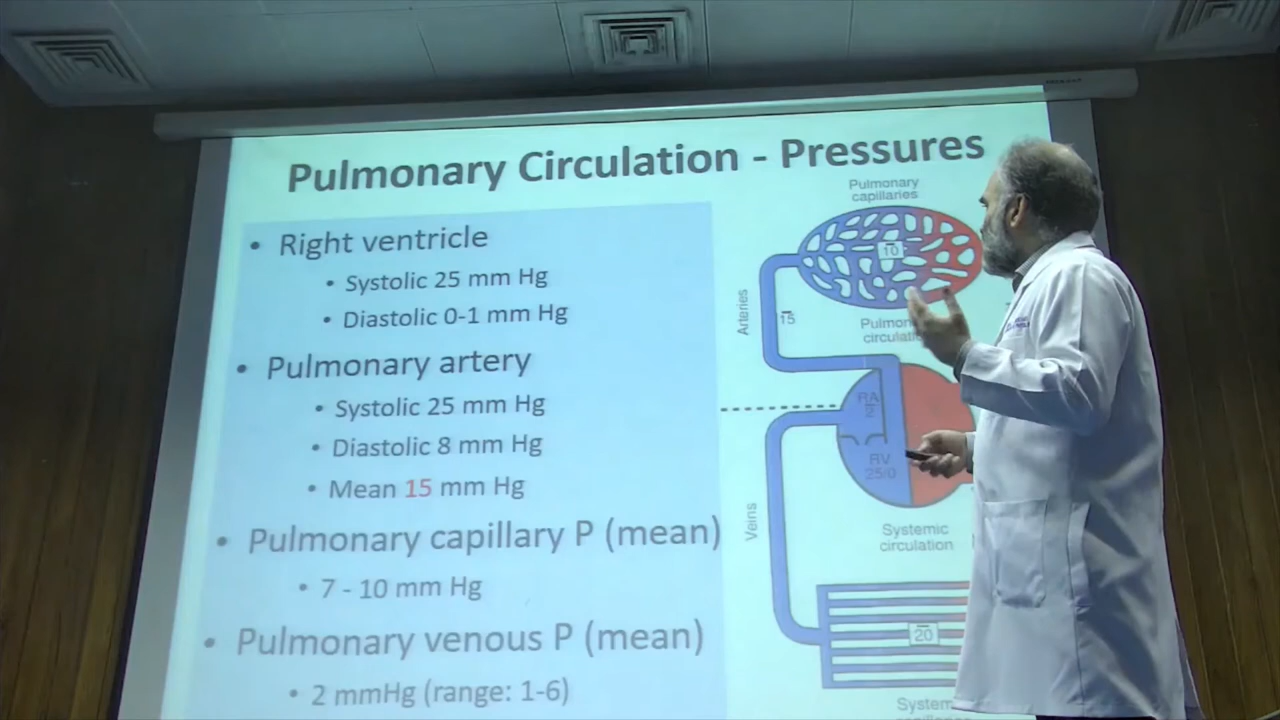 Pulmonary Circulation - Pressures
• Right ventricle
• Systolic 25 mm Hg
• Diastolic 0-1 mm Hg
• Pulmonary artery
• Systolic 25 mm Hg
• Diastolic 8 mm Hg
• Mean 15 mm Hg
• Pulmonary capillary P (mean)
• 7 - 10 mm Hg
• Pulmonary venous P (mean)
• 2 mmHg (range: 1-6)
Pulmonary
capillaries
10
Arteries
15
RA
2
RV
25/0
Veins
Systemic
circulation
20